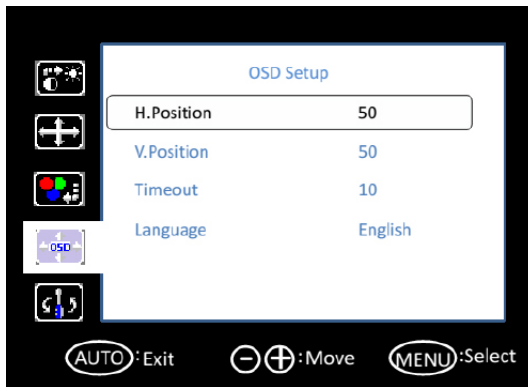 OSD Setup
H.Position 50
V.Position 50
Timeout 10
Language English
OSD
AUTO:Exit -+:Move MENU:Select